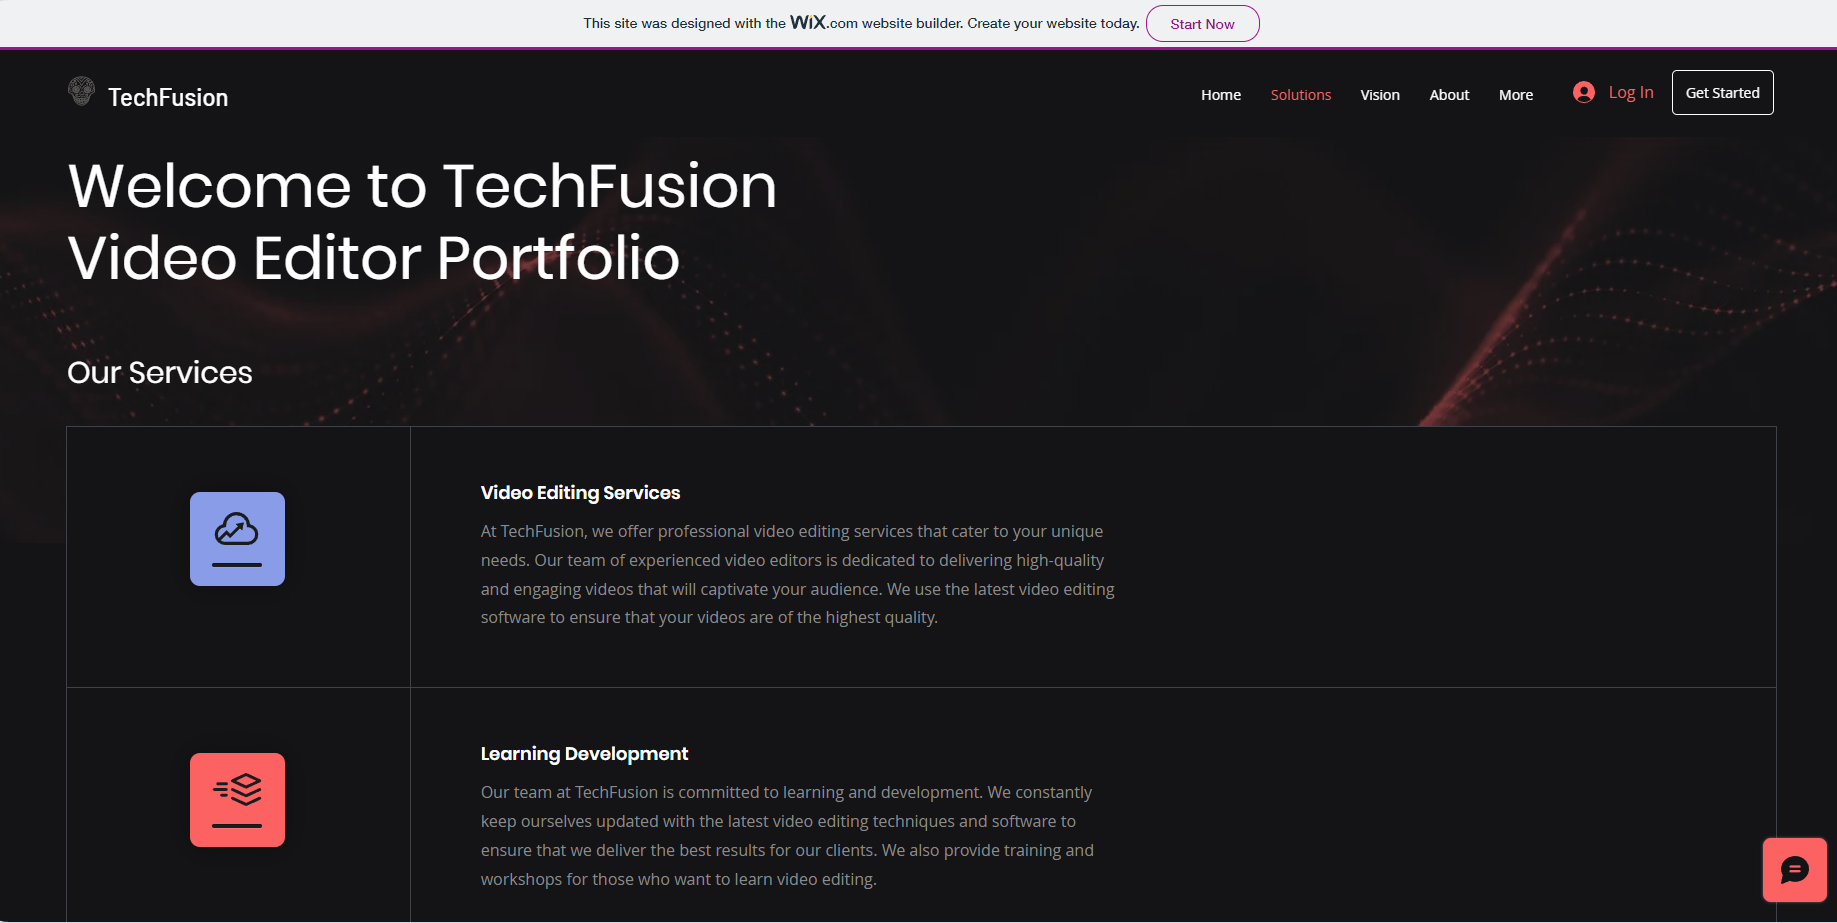 This site was designed with the WiX.com website builder. Create your website today. Start Now
TechFusion
Home Solutions Vision About More Log In Get Started
Welcome to TechFusion
Video Editor Portfolio
Our Services
Video Editing Services
At TechFusion, we offer professional video editing services that cater to your unique
needs. Our team of experienced video editors is dedicated to delivering high-quality
and engaging videos that will captivate your audience. We use the latest video editing
software to ensure that your videos are of the highest quality.
Learning Development
Our team at TechFusion is committed to learning and development. We constantly
keep ourselves updated with the latest video editing techniques and software to
ensure that we deliver the best results for our clients. We also provide training and
workshops for those who want to learn video editing.